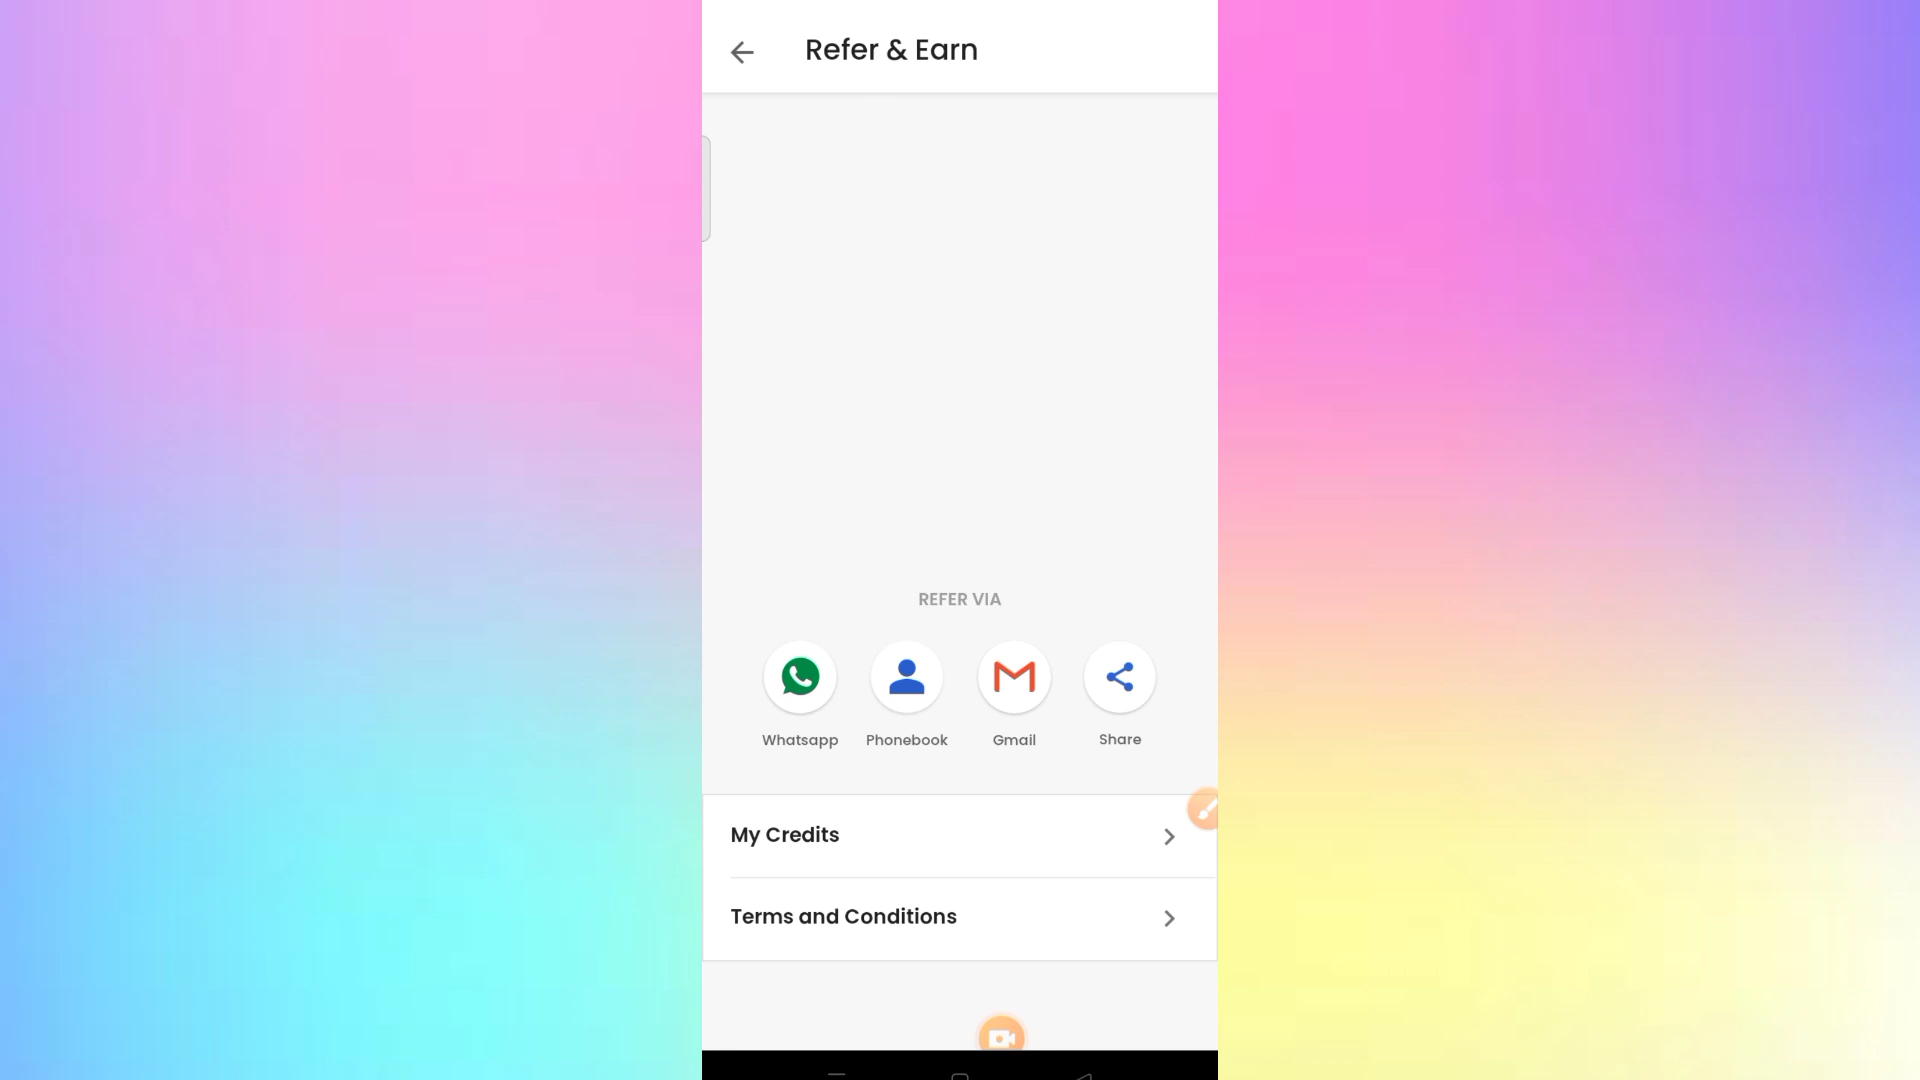 Refer & Earn
REFER VIA
Whatsapp Phonebook Gmail Share
My Credits
Terms and Conditions